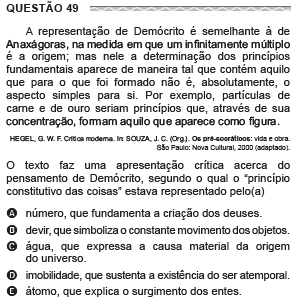 QUESTÃO 49
A representação de Demócrito é semelhante à de
Anaxágoras, na medida em que um infinitamente múltiplo
é a origem; mas nele a determinação dos princípios
fundamentais aparece de maneira tal que contém aquilo
que para o que foi formado não é, absolutamente, o
aspecto simples para si. Por exemplo, partículas de
carne e de ouro seriam princípios que, através de sua
concentração, formam aquilo que aparece como figura.
HEGEL, G. W. F. Crítica moderna. In: SOUZA, J. C. (Org.). Os pré-socráticos: vida e obra.
São Paulo: Nova Cultural, 2000 (adaptado).
O texto faz uma apresentação crítica acerca do
pensamento de Demócrito, segundo o qual o “princípio
constitutivo das coisas” estava representado pelo(a)
A número, que fundamenta a criação dos deuses.
B devir, que simboliza o constante movimento dos objetos.
C água, que expressa a causa material da origem
do universo.
D imobilidade, que sustenta a existência do ser atemporal.
E átomo, que explica o surgimento dos entes.